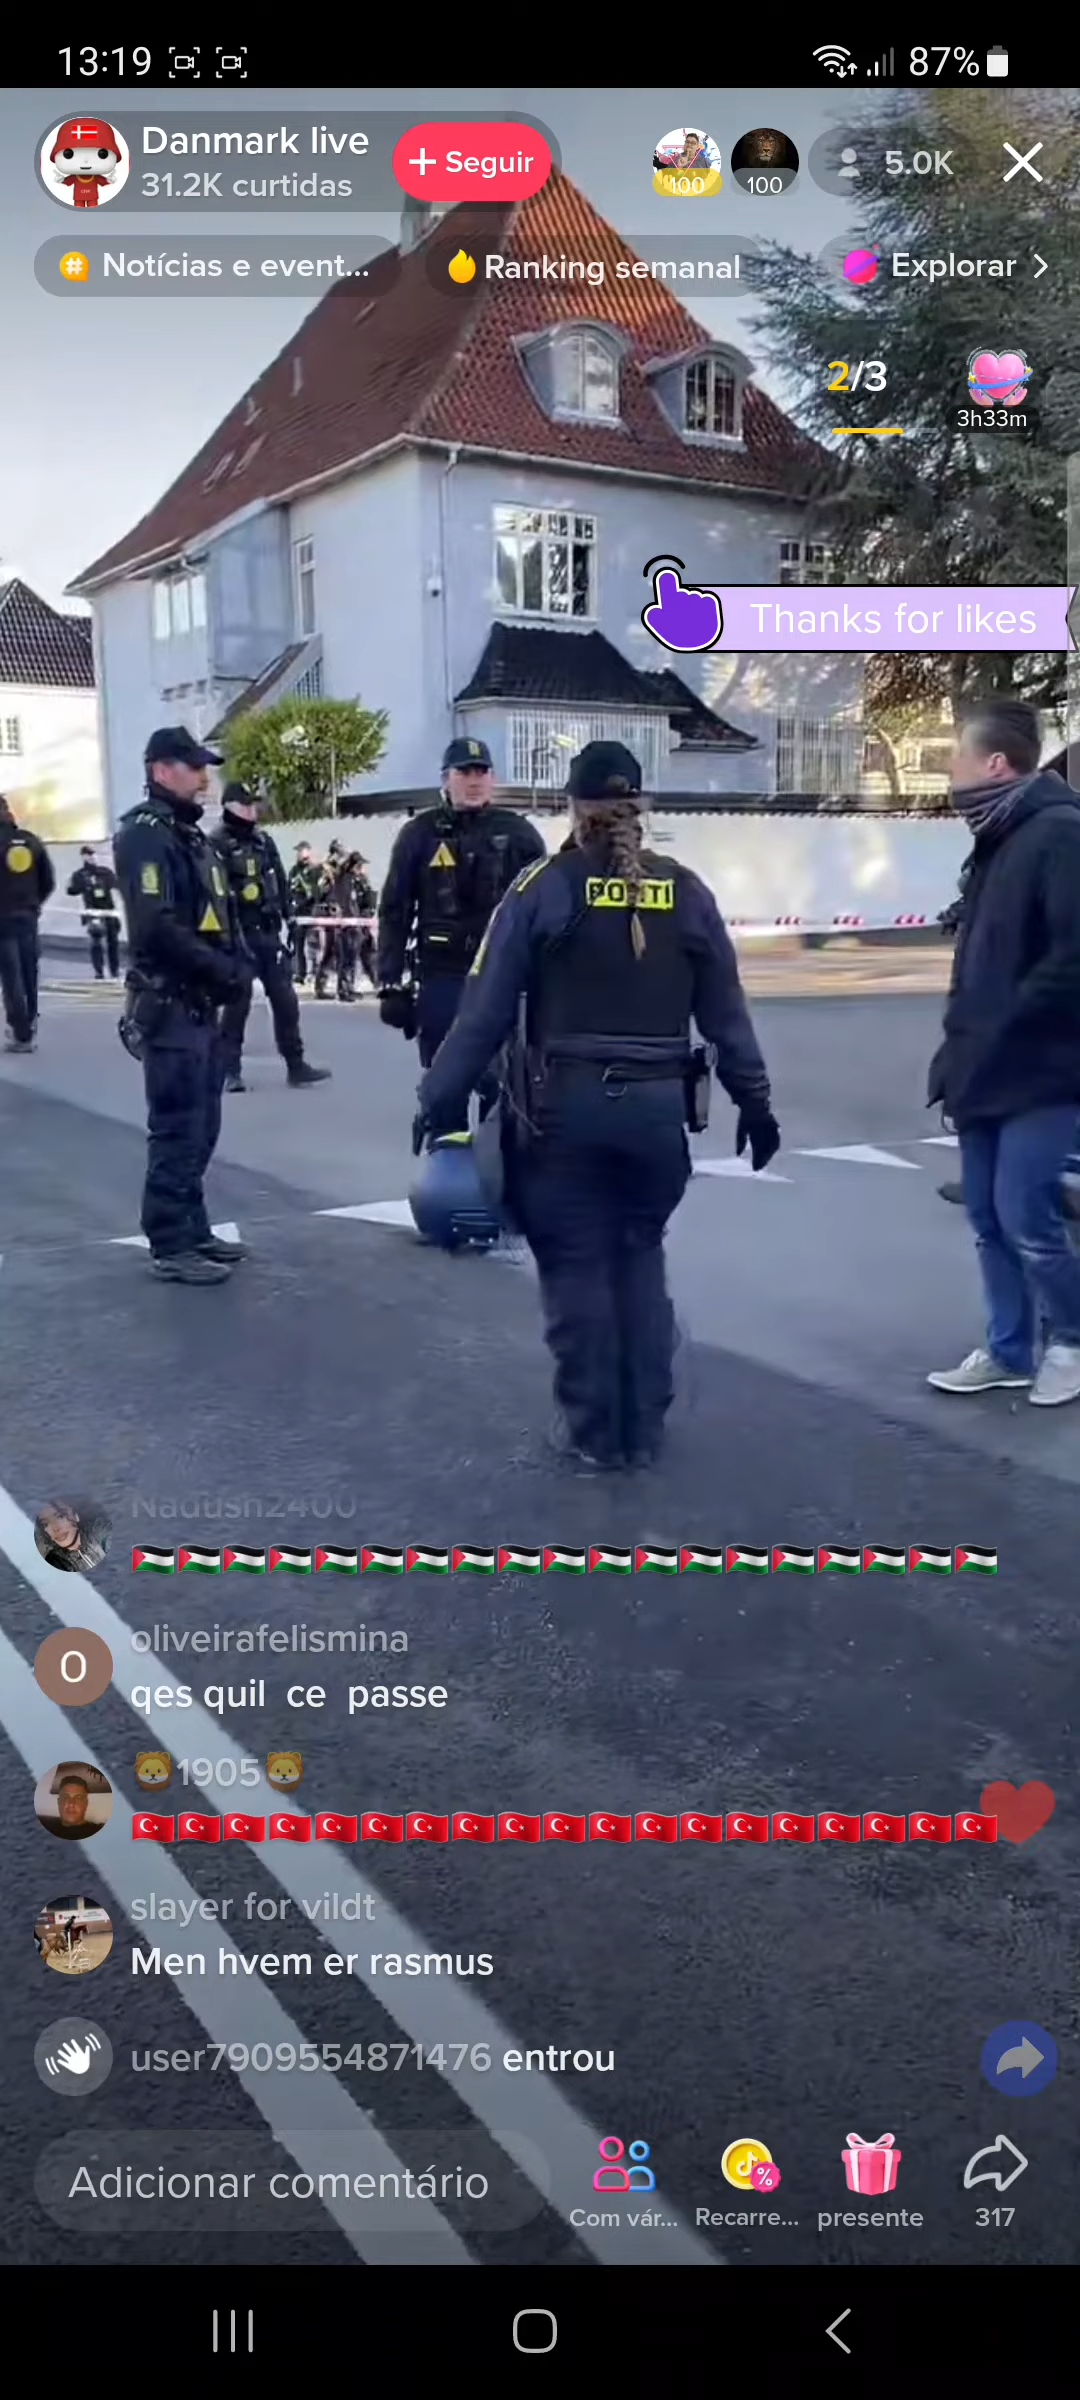 13:19
87%
Danmark live
31.2K curtidas
+ Seguir
100
100
5.0K
Notícias e event...
Ranking semanal
Explorar
2/3
3h33m
Thanks for likes
Nadush2400
oliveirafelismina
O
qes quil ce passe
1905
slayer for vildt
Men hvem er rasmus
user7909554871476 entrou
Adicionar comentário
Com vár...
Recarre...
presente
317